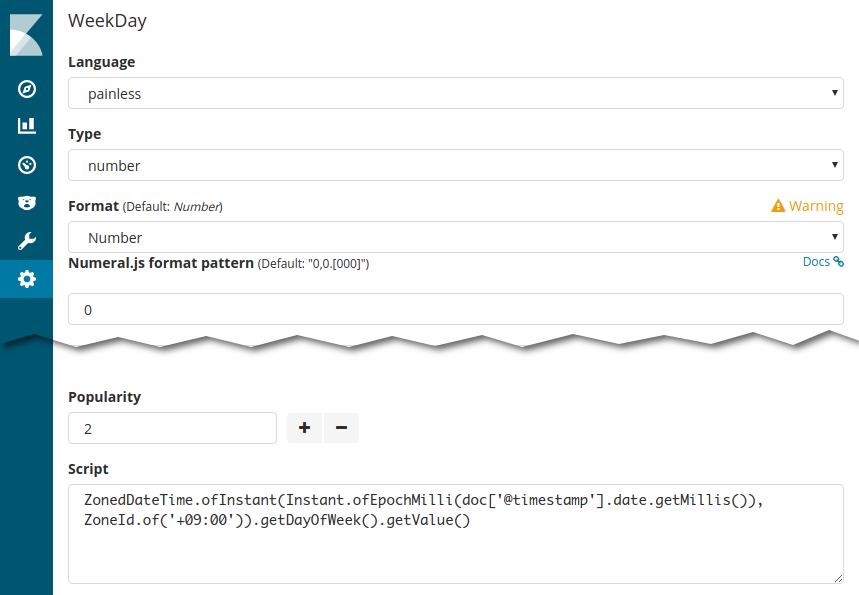 WeekDay
Language
painless
Type
number
Format (Default: Number)
Warning
Number
Numeral.js format pattern (Default: "0,0.[000]")
Docs
0
Popularity
2
Script
ZonedDateTime.ofInstant(Instant.ofEpochMilli(doc['@timestamp'].date.getMillis()),
ZoneId.of('+09:00')).getDayOfWeek().getValue()